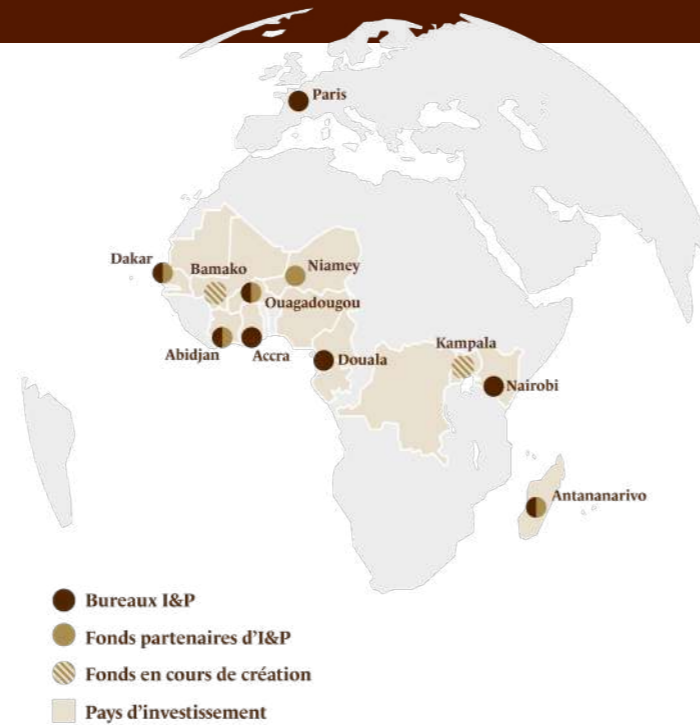 Paris
Dakar
Bamako
Niamey
Ouagadougou
Abidjan
Accra
Douala
Kampala
Nairobi
Antananarivo
Bureaux I&P
Fonds partenaires d'I&P
Fonds en cours de création
Pays d'investissement